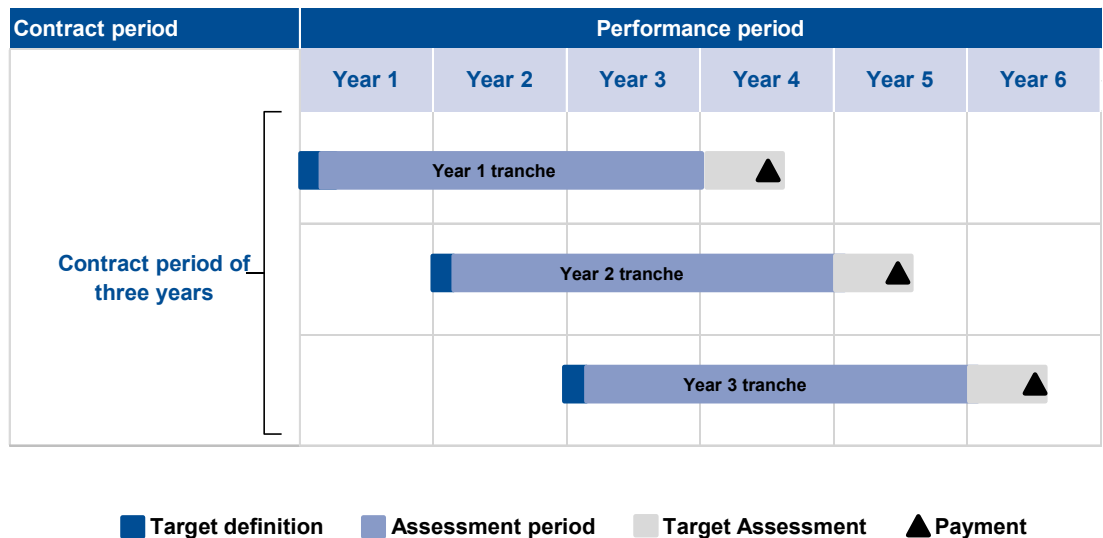 Contract period
Performance period
Year 1
Year 2
Year 3
Year 4
Year 5
Year 6
Year 1 tranche
Contract period of
three years
Year 2 tranche
Year 3 tranche
Target definition
Assessment period
Target Assessment
Payment